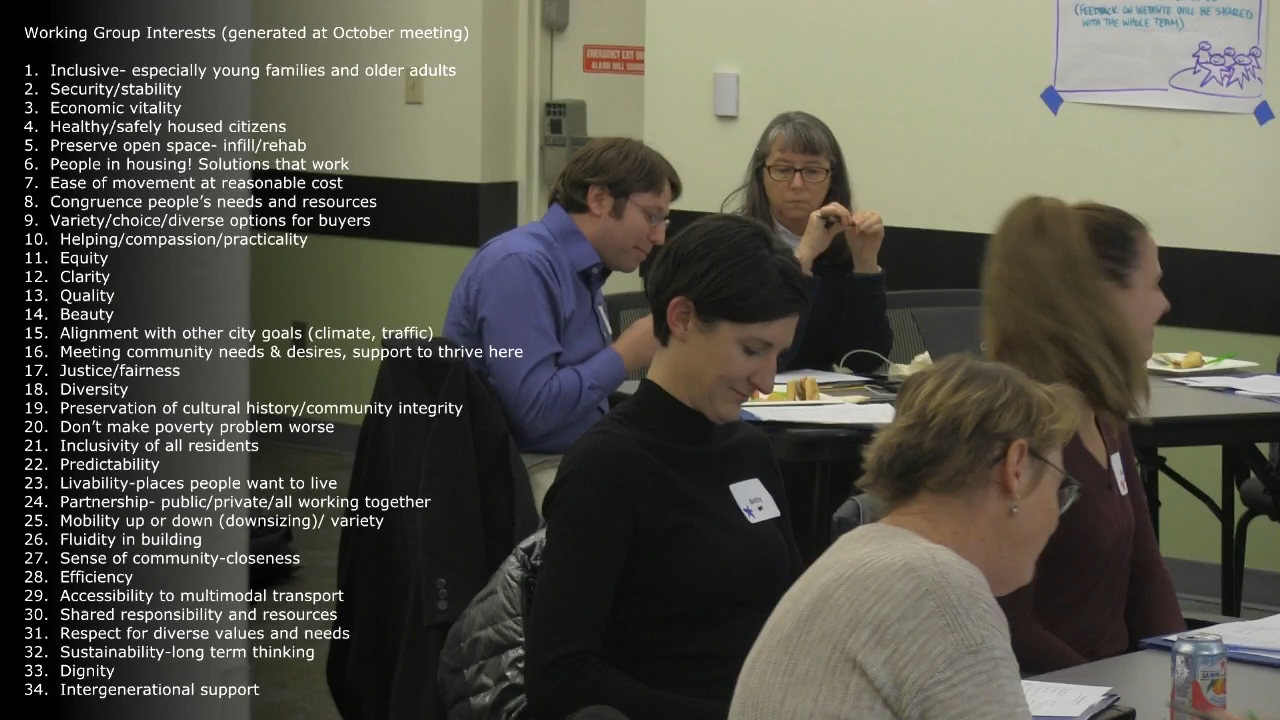 Working Group Interests (generated at October meeting)
1. Inclusive- especially young families and older adults
2. Security/stability
3. Economic vitality
4. Healthy/safely housed citizens
5. Preserve open space- infill/rehab
6. People in housing! Solutions that work
7. Ease of movement at reasonable cost
8. Congruence people’s needs and resources
9. Variety/choice/diverse options for buyers
10. Helping/compassion/practicality
11. Equity
12. Clarity
13. Quality
14. Beauty
15. Alignment with other city goals (climate, traffic)
16. Meeting community needs & desires, support to thrive here
17. Justice/fairness
18. Diversity
19. Preservation of cultural history/community integrity
20. Don’t make poverty problem worse
21. Inclusivity of all residents
22. Predictability
23. Livability-places people want to live
24. Partnership- public/private/all working together
25. Mobility up or down (downsizing)/ variety
26. Fluidity in building
27. Sense of community-closeness
28. Efficiency
29. Accessibility to multimodal transport
30. Shared responsibility and resources
31. Respect for diverse values and needs
32. Sustainability-long term thinking
33. Dignity
34. Intergenerational support
EMERGENCY EXIT
ALARM WILL
(FEEDBACK ON WEBSITE WILL BE SHARED
WITH THE WHOLE TEAM)